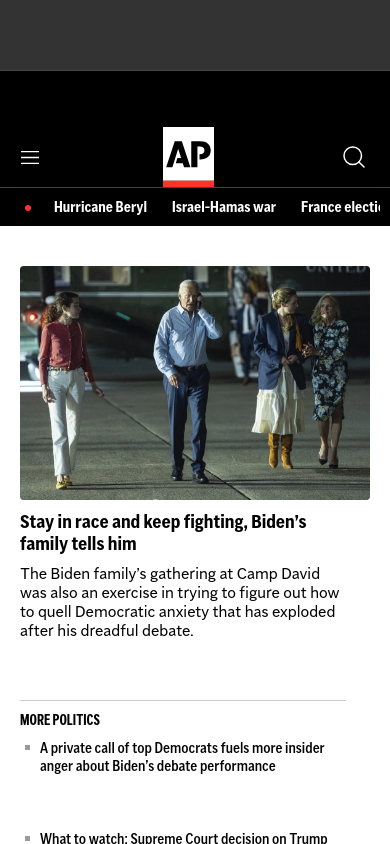 AP
Hurricane Beryl Israel-Hamas war France electi
UNITED
Stay in race and keep fighting, Biden's
family tells him
The Biden family's gathering at Camp David
was also an exercise in trying to figure out how
to quell Democratic anxiety that has exploded
after his dreadful debate.
MORE POLITICS
A private call of top Democrats fuels more insider
anger about Biden's debate performance
What to watch: Supreme Court decision on Trump